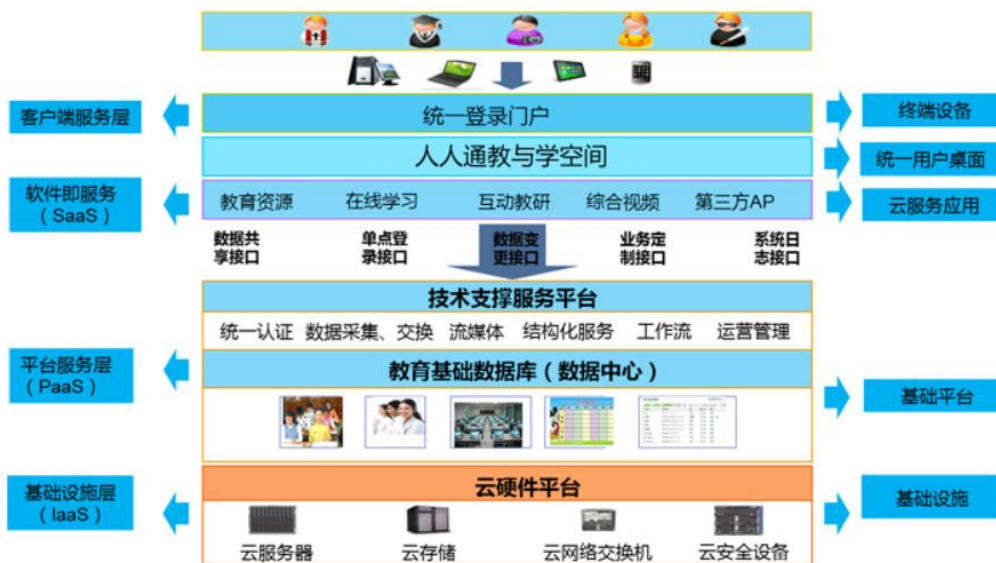 统一登录门户
客户端服务层
终端设备
人人通教与学空间
统一用户桌面
软件即服务
（SaaS）
教育资源 在线学习 互动教研 综合视频 第三方AP
云服务应用
数据共
享接口
单点登
录接口
数据变
更接口
业务定
制接口
系统日
志接口
技术支撑服务平台
统一认证 数据采集、交换 流媒体 结构化服务 工作流 运营管理
平台服务层
（PaaS）
教育基础数据库（数据中心）
基础平台
云硬件平台
基础设施层
（IaaS）
基础设施
云服务器 云存储 云网络交换机 云安全设备